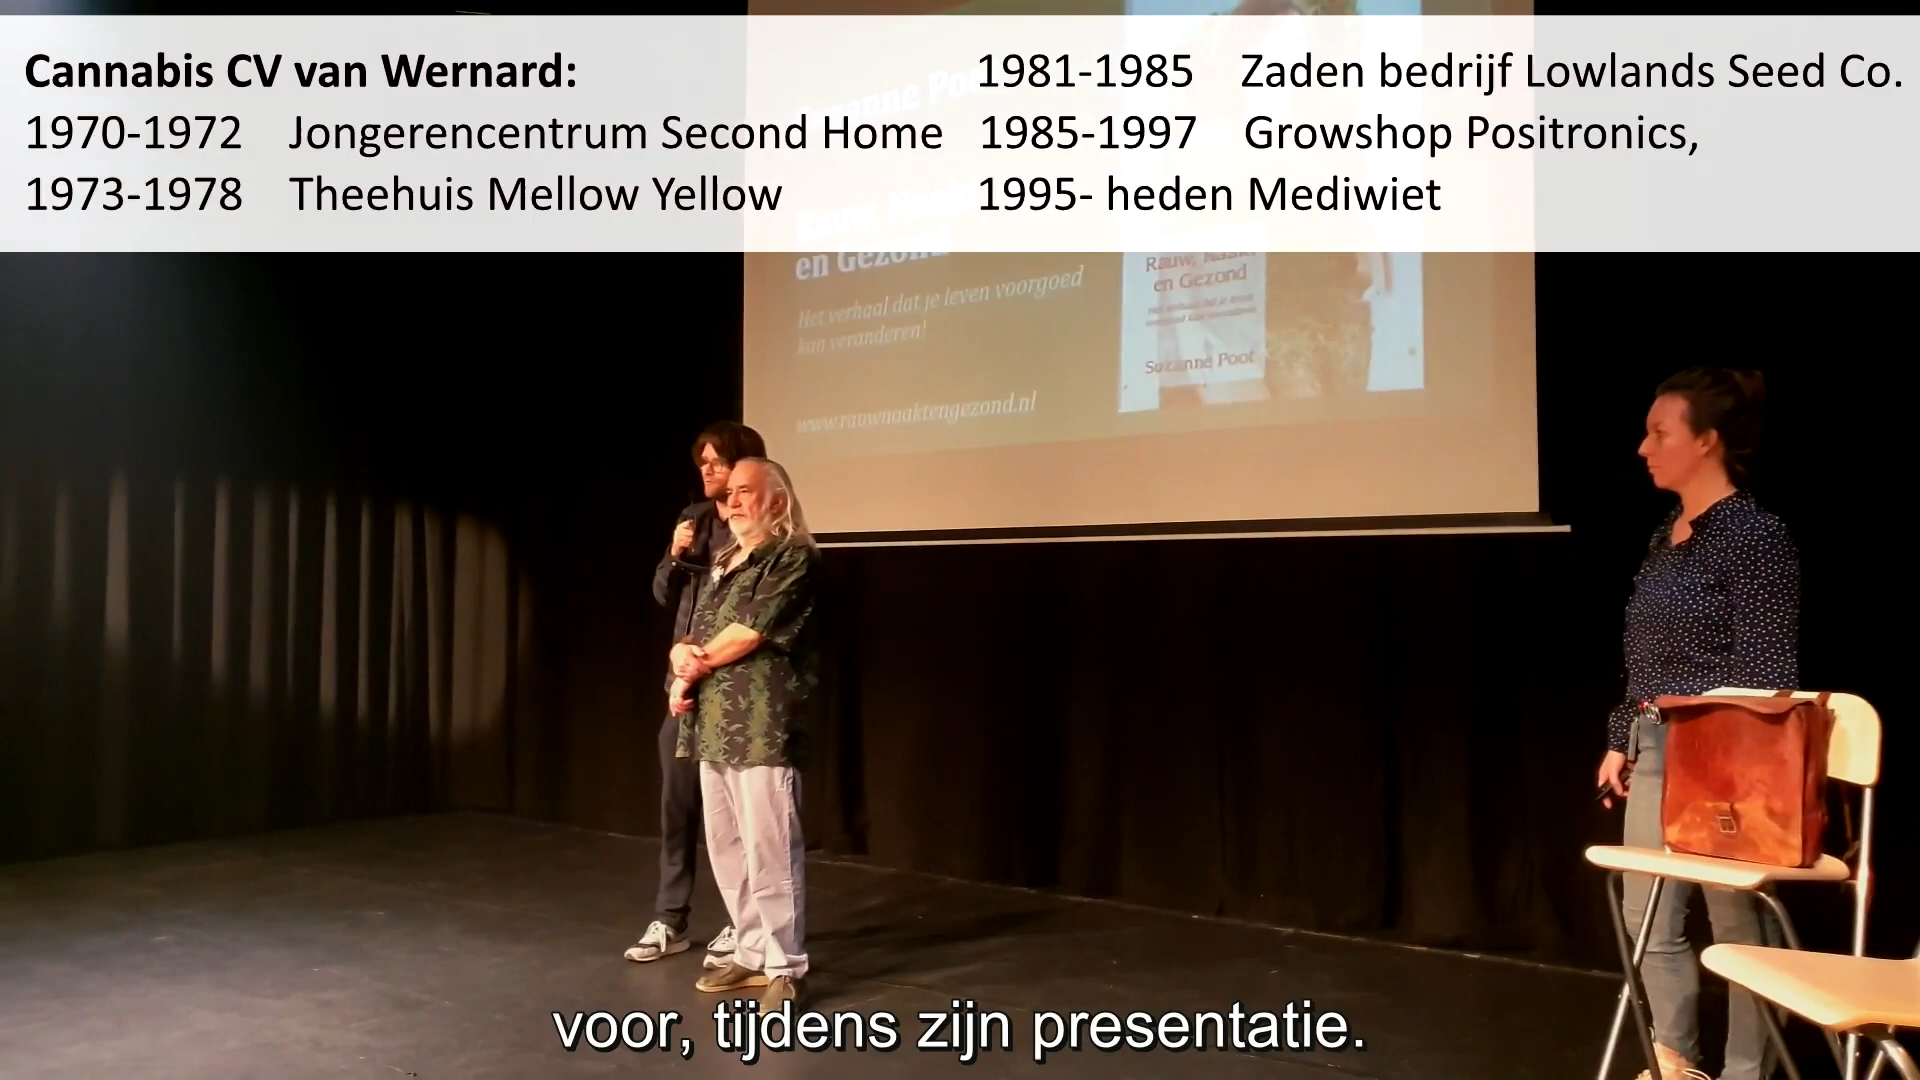 Cannabis CV van Wernard:
1970-1972 Jongerencentrum Second Home
1973-1978 Theehuis Mellow Yellow
1981-1985 Zaden bedrijf Lowlands Seed Co.
1985-1997 Growshop Positronics,
1995- heden Mediwiet
en Gezond
Het verhaal dat je leven voorgoed
kan veranderen!
www.rauwnaaktengezond.nl
Rauw,
en Gezond
Suzanne Poot
voor, tijdens zijn presentatie.